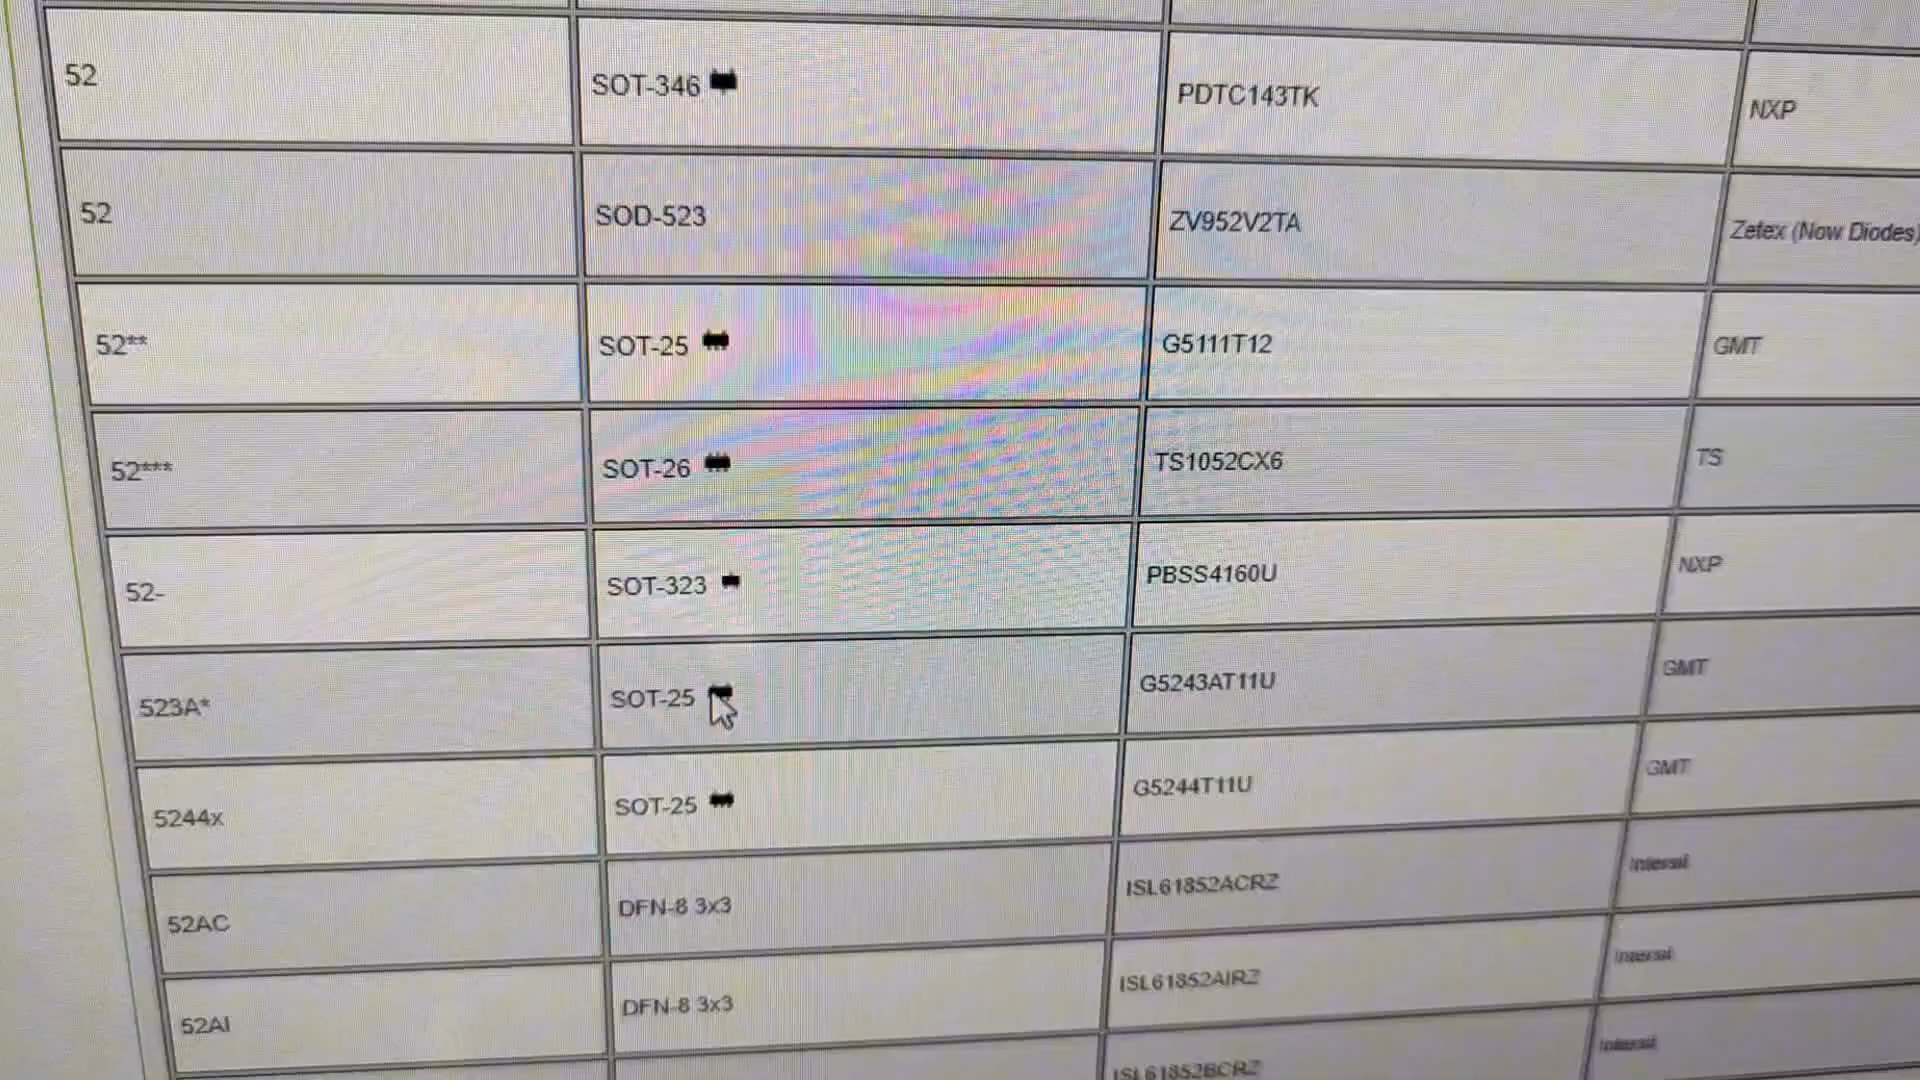 52 SOT-346 PDTC143TK NXP
52 SOD-523 ZV952V2TA Zetex (Now Diodes)
52** SOT-25 G5111T12 GMT
52*** SOT-26 TS1052CX6 TS
52- SOT-323 PBSS4160U NXP
523A* SOT-25 G5243AT11U GMT
5244x SOT-25 G5244T11U GMT
52AC DFN-8 3x3 ISL61852ACRZ Intersil
52AI DFN-8 3x3 ISL61852AIRZ Intersil
ISL61852BCRZ Intersil